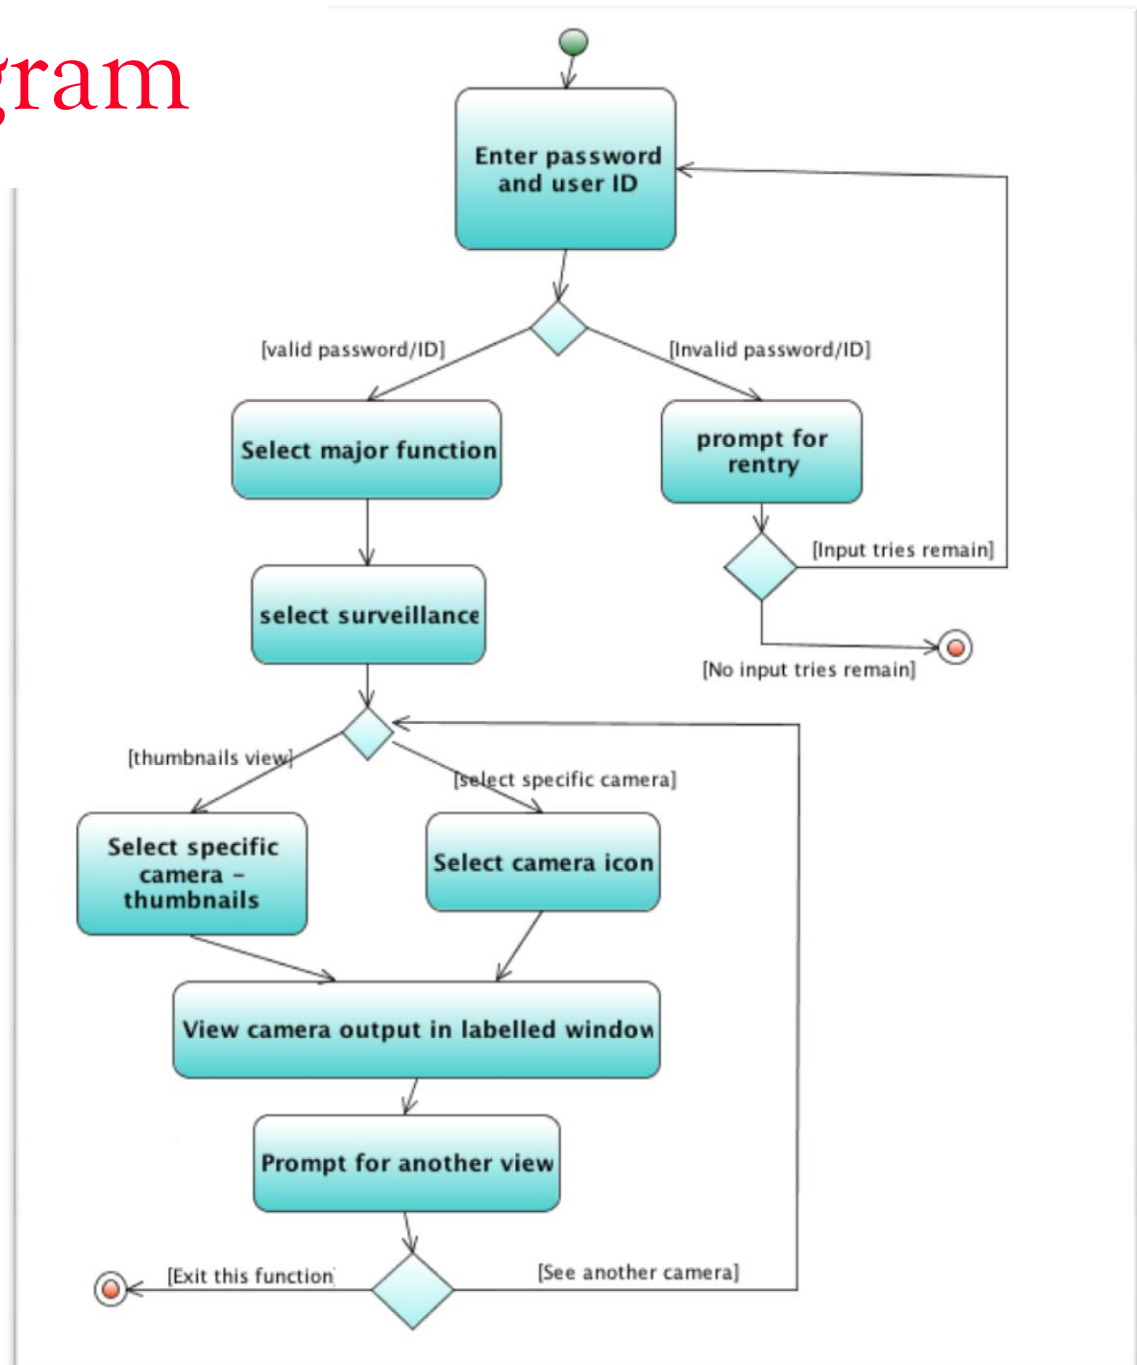 gram
Enter password
and user ID
[valid password/ID]
[Invalid password/ID]
Select major function
prompt for
rentry
[Input tries remain]
select surveillance
[No input tries remain]
[thumbnails view]
[select specific camera]
Select specific
camera –
thumbnails
Select camera icon
View camera output in labelled window
Prompt for another view
[Exit this function
[See another camera]